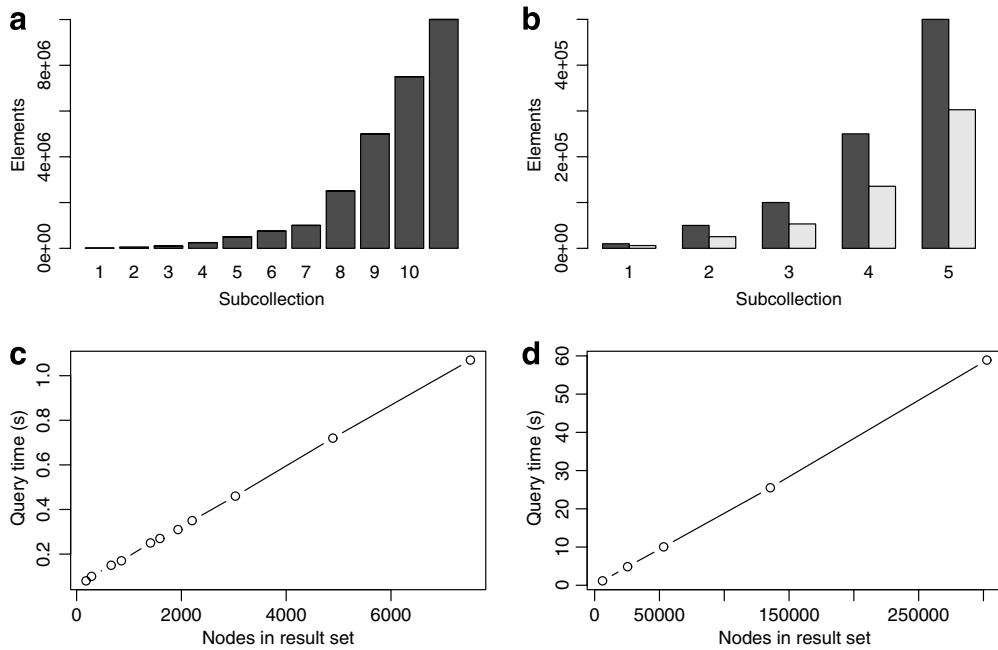 a
8e+06
4e+06
0e+00
Elements
1 2 3 4 5 6 7 8 9 10
Subcollection
b
4e+05
2e+05
0e+00
Elements
1 2 3 4 5
Subcollection
c
1.0
0.8
0.6
0.4
0.2
Query time (s)
0 2000 4000 6000
Nodes in result set
d
60
50
40
30
20
10
0
Query time (s)
0 50000 150000 250000
Nodes in result set